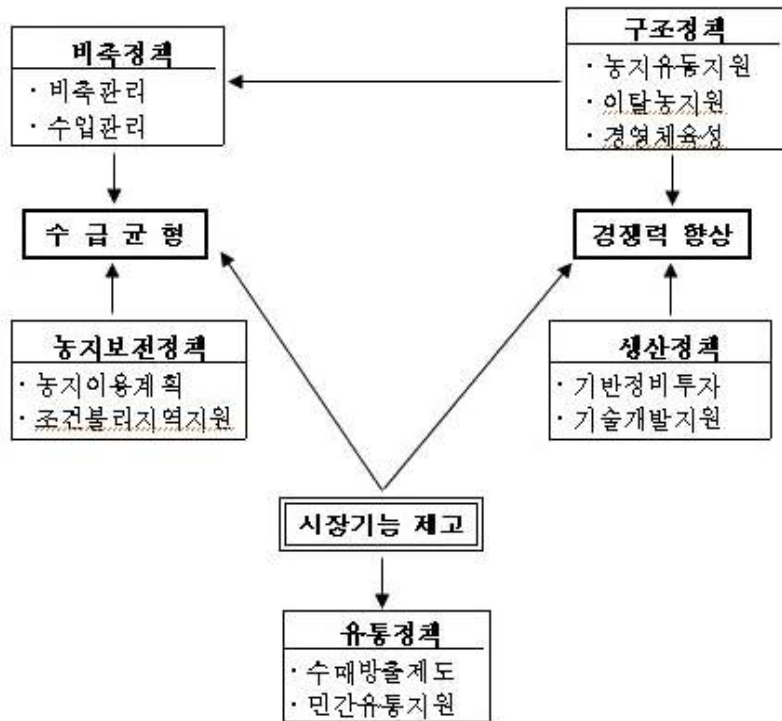 비축정책
· 비축관리
· 수입관리
구조정책
· 농지유동지원
· 이탈농지원
· 경영체육성
수 급 균 형
경쟁력 향상
농지보전정책
· 농지이용계획
· 조건불리지역지원
생산정책
· 기반정비투자
· 기술개발지원
시장기능 제고
유통정책
· 수매방출제도
· 민간유통지원